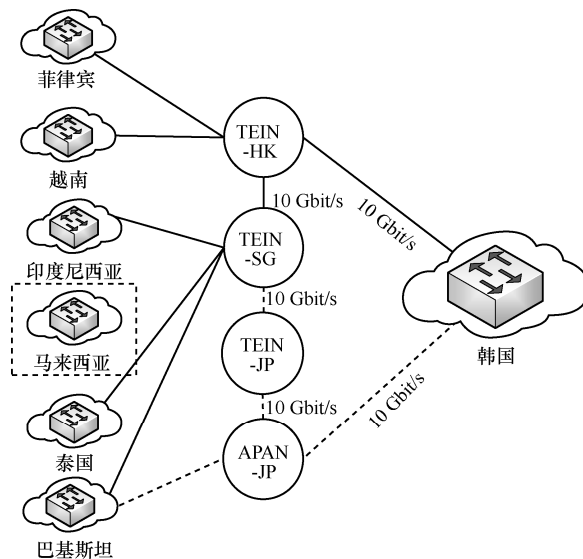 菲律宾
越南
印度尼西亚
马来西亚
泰国
巴基斯坦
TEIN
-HK
10 Gbit/s
TEIN
-SG
10 Gbit/s
TEIN
-JP
10 Gbit/s
APAN
-JP
10 Gbit/s
10 Gbit/s
韩国